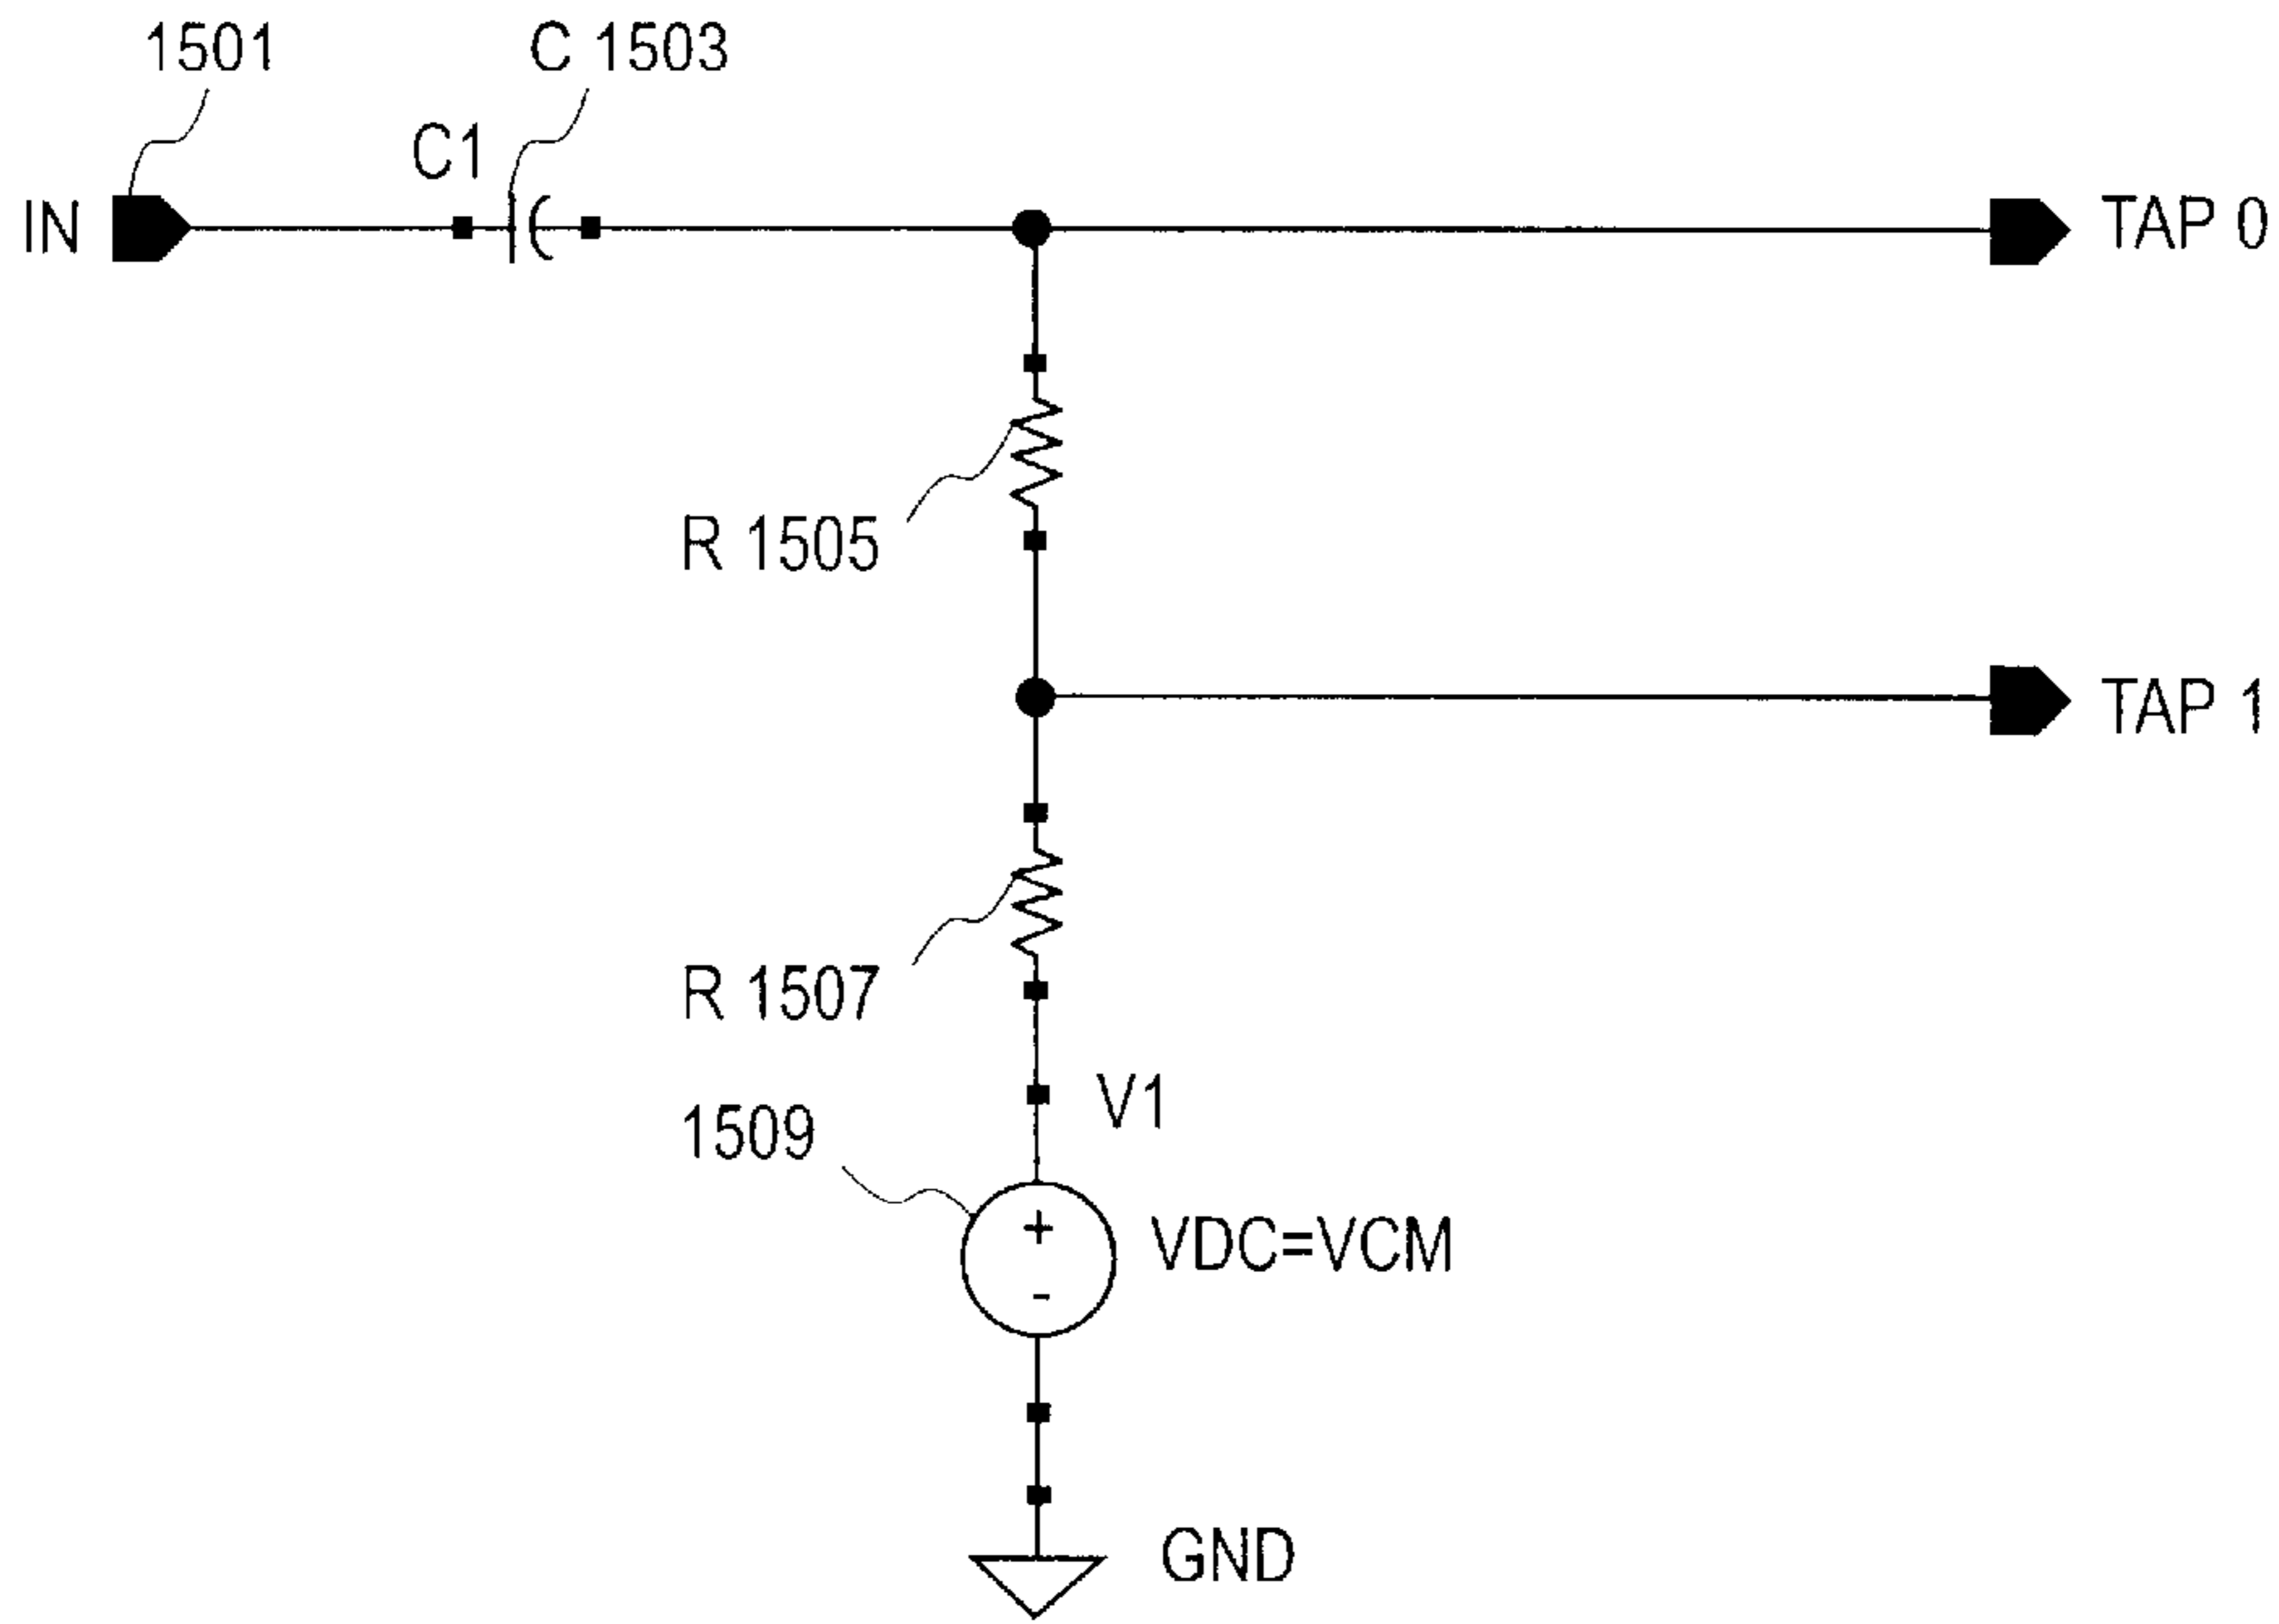 1501
C 1503
C1
IN
TAP 0
R 1505
TAP 1
R 1507
V1
1509
+
VDC=VCM
-
GND